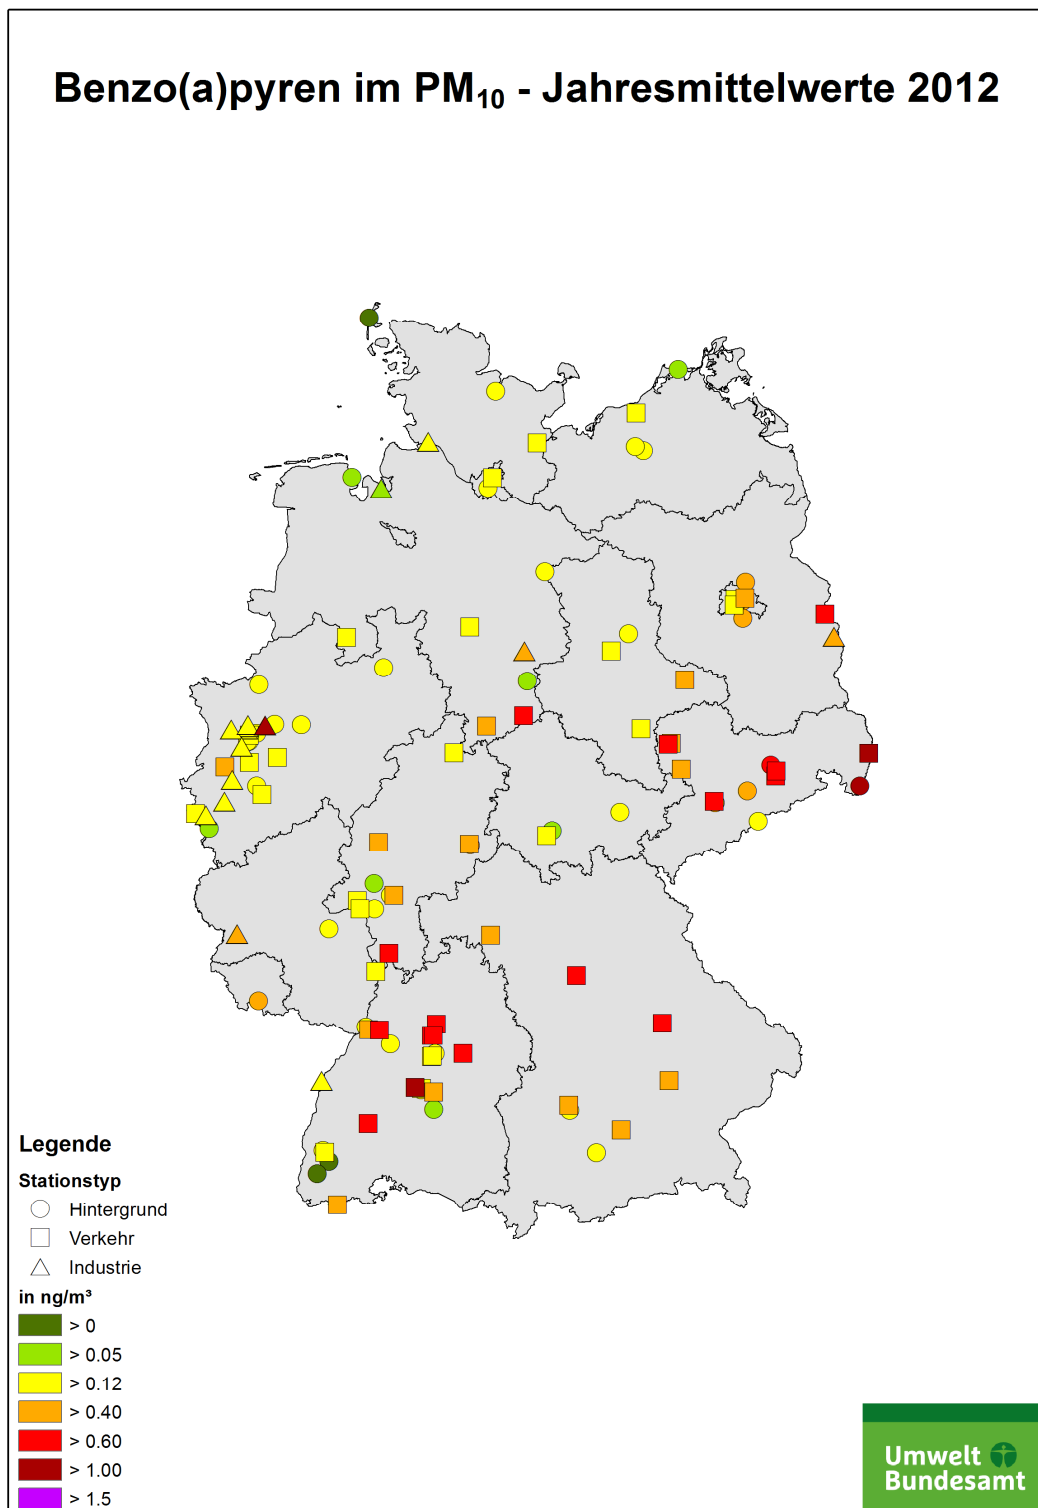 Benzo(a)pyren im PM₁₀ - Jahresmittelwerte 2012
Legende
Stationstyp
Hintergrund
Verkehr
Industrie
in ng/m³
> 0
> 0.05
> 0.12
> 0.40
> 0.60
> 1.00
> 1.5
Umwelt
Bundesamt